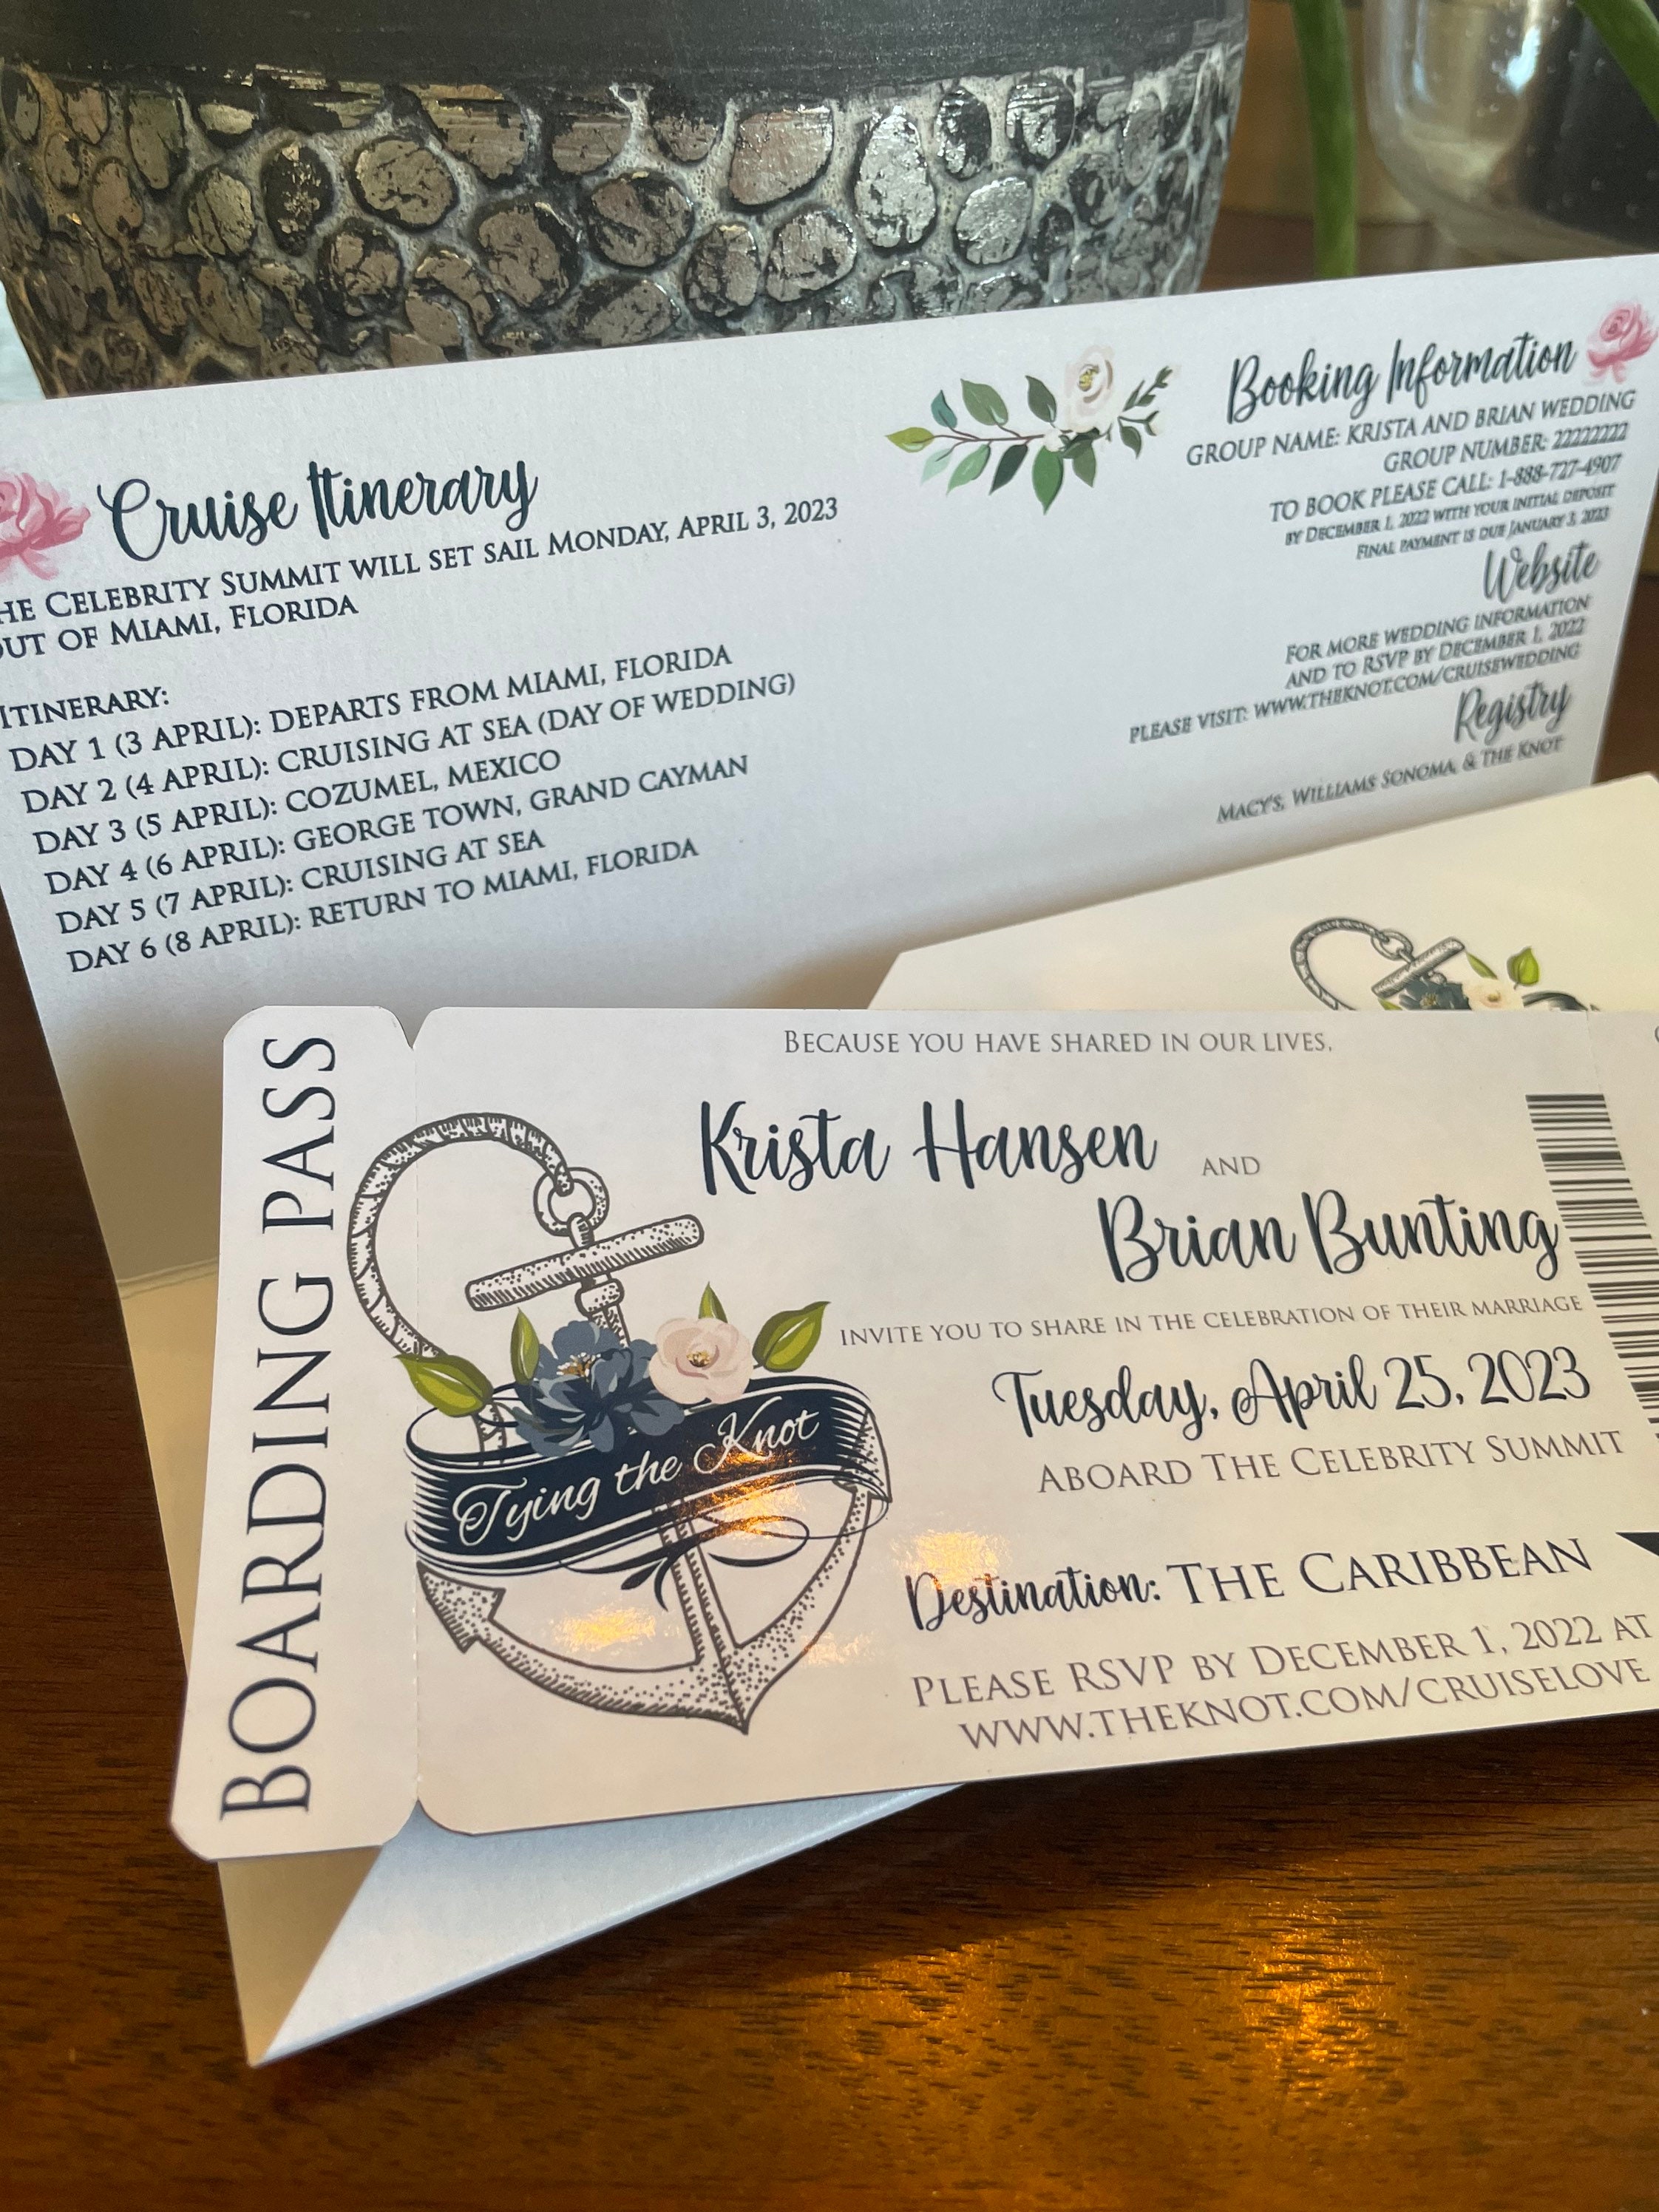 Cruise Itinerary
HE CELEBRITY SUMMIT WILL SET SAIL MONDAY, APRIL 3, 2023
OUT OF MIAMI, FLORIDA
ITINERARY:
DAY 1 (3 APRIL): DEPARTS FROM MIAMI, FLORIDA
DAY 2 (4 APRIL): CRUISING AT SEA (DAY OF WEDDING)
DAY 3 (5 APRIL): COZUMEL, MEXICO
DAY 4 (6 APRIL): GEORGE TOWN, GRAND CAYMAN
DAY 5 (7 APRIL): CRUISING AT SEA
DAY 6 (8 APRIL): RETURN TO MIAMI, FLORIDA
Booking Information
GROUP NAME: KRISTA AND BRIAN WEDDING
GROUP NUMBER: 22222222
TO BOOK PLEASE CALL: 1-888-727-4907
BY DECEMBER 1, 2022 WITH YOUR INITIAL DEPOSIT
FINAL PAYMENT IS DUE JANUARY 3, 2023
Website
FOR MORE WEDDING INFORMATION
AND TO RSVP BY DECEMBER 1, 2022
PLEASE VISIT: WWW.THEKNOT.COM/CRUISEWEDDING
Registry
MACY'S, WILLIAMS SONOMA, & THE KNOT
BOARDING PASS
Tying the Knot
BECAUSE YOU HAVE SHARED IN OUR LIVES,
Krista Hansen AND
Brian Bunting
INVITE YOU TO SHARE IN THE CELEBRATION OF THEIR MARRIAGE
Tuesday, April 25, 2023
ABOARD THE CELEBRITY SUMMIT
Destination: THE CARIBBEAN
PLEASE RSVP BY DECEMBER 1, 2022 AT
WWW.THEKNOT.COM/CRUISELOVE